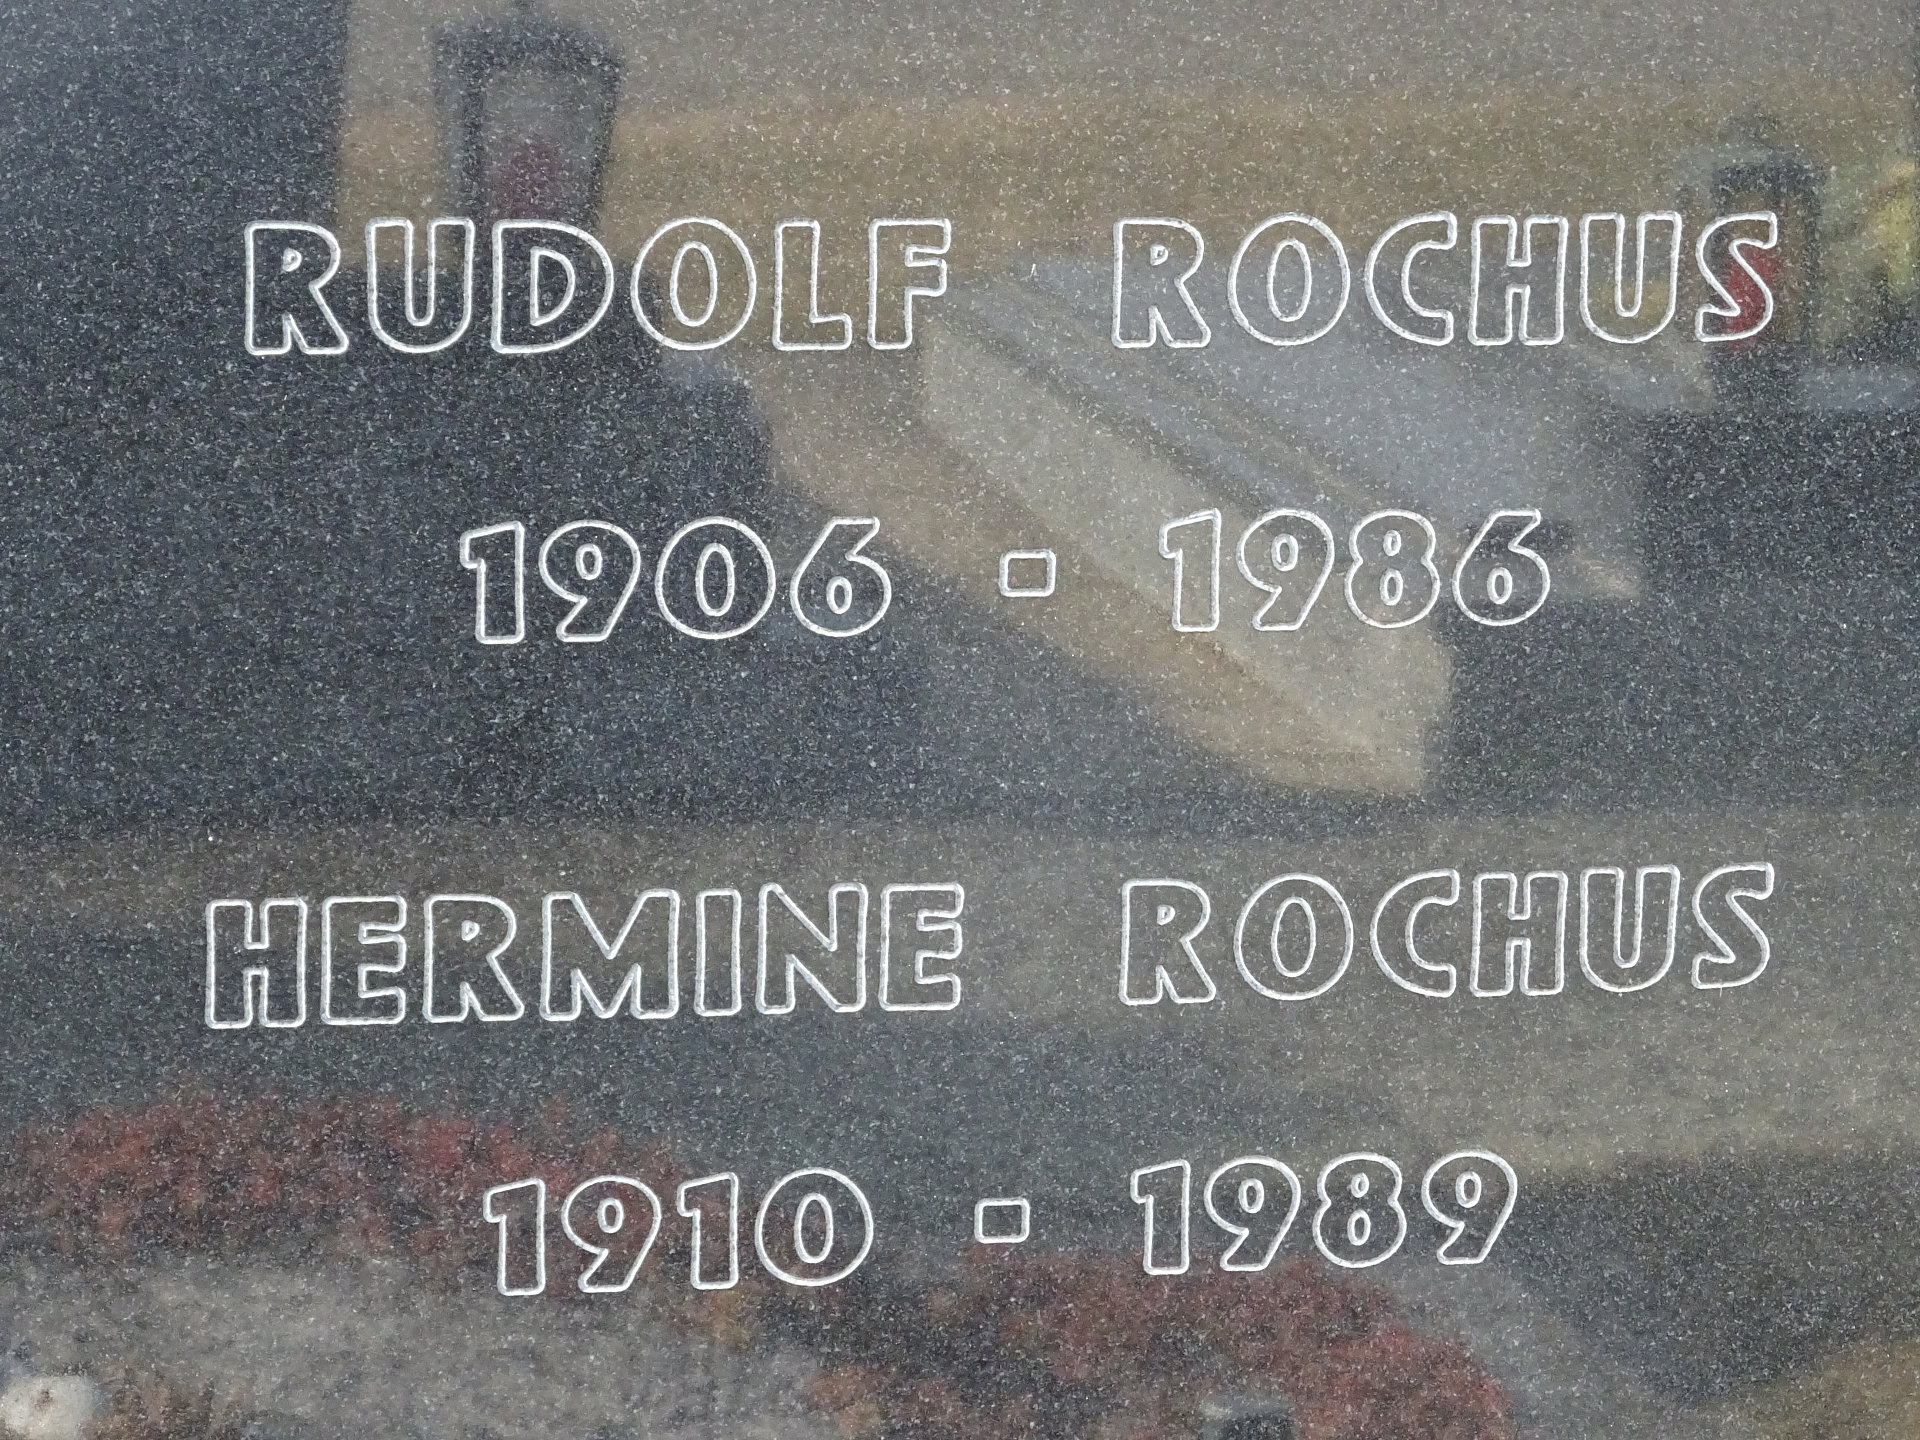 RUDOLF ROCHUS
1906 - 1986
HERMINE ROCHUS
1910 - 1989